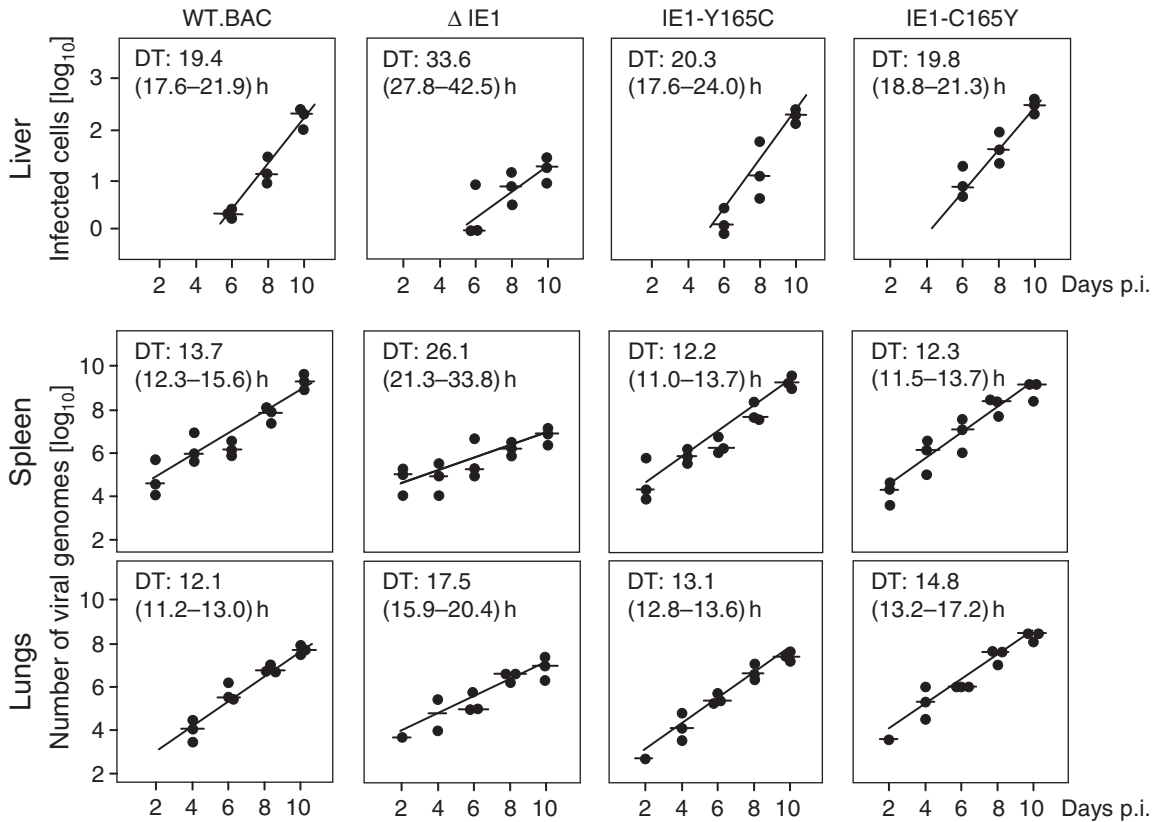 WT.BAC Δ IE1 IE1-Y165C IE1-C165Y
Liver
Infected cells [log10]
DT: 19.4
(17.6–21.9) h
DT: 33.6
(27.8–42.5) h
DT: 20.3
(17.6–24.0) h
DT: 19.8
(18.8–21.3) h
3
2
1
0
2 4 6 8 10 2 4 6 8 10 2 4 6 8 10 2 4 6 8 10 Days p.i.
Spleen
Number of viral genomes [log10]
DT: 13.7
(12.3–15.6) h
DT: 26.1
(21.3–33.8) h
DT: 12.2
(11.0–13.7) h
DT: 12.3
(11.5–13.7) h
10
8
6
4
2
Lungs
DT: 12.1
(11.2–13.0) h
DT: 17.5
(15.9–20.4) h
DT: 13.1
(12.8–13.6) h
DT: 14.8
(13.2–17.2) h
10
8
6
4
2
2 4 6 8 10 2 4 6 8 10 2 4 6 8 10 2 4 6 8 10 Days p.i.